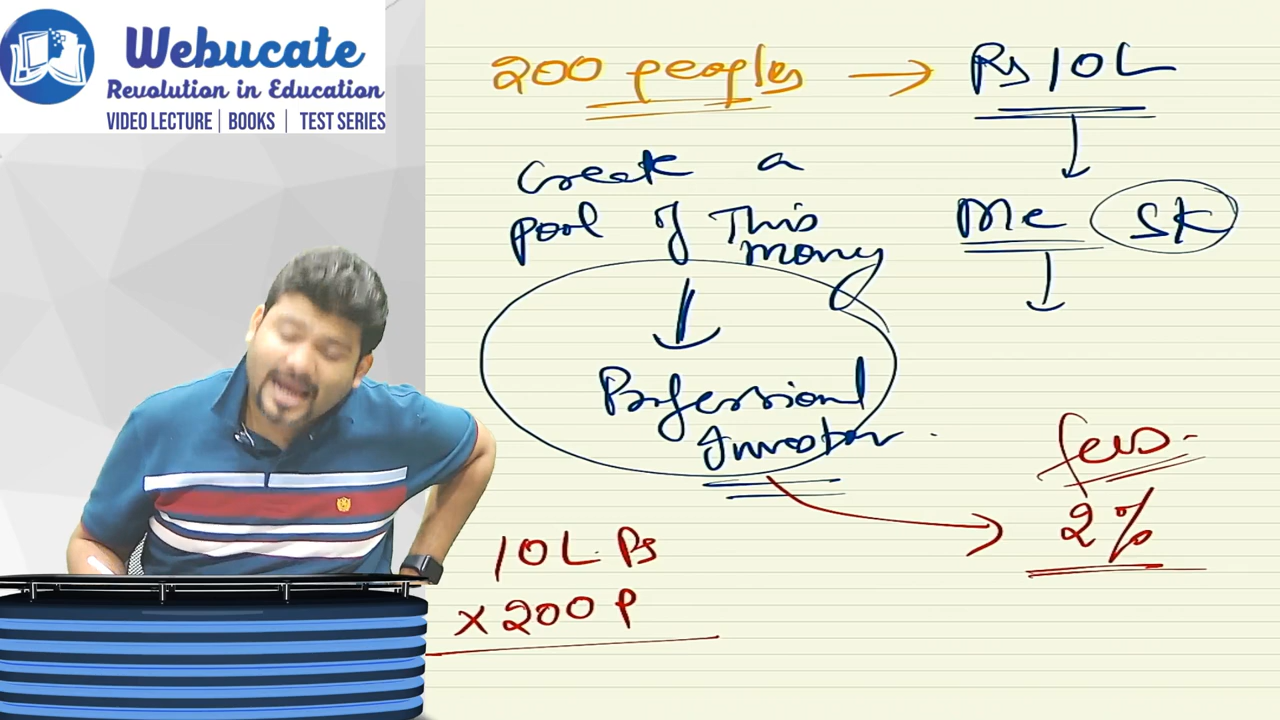 Webucate
Revolution in Education
VIDEO LECTURE | BOOKS | TEST SERIES
200 peoples → Rs 10L
Create a
pool of This
money
Me SK
Professional
Investor.
fees.
2%
10L Rs
× 200 P